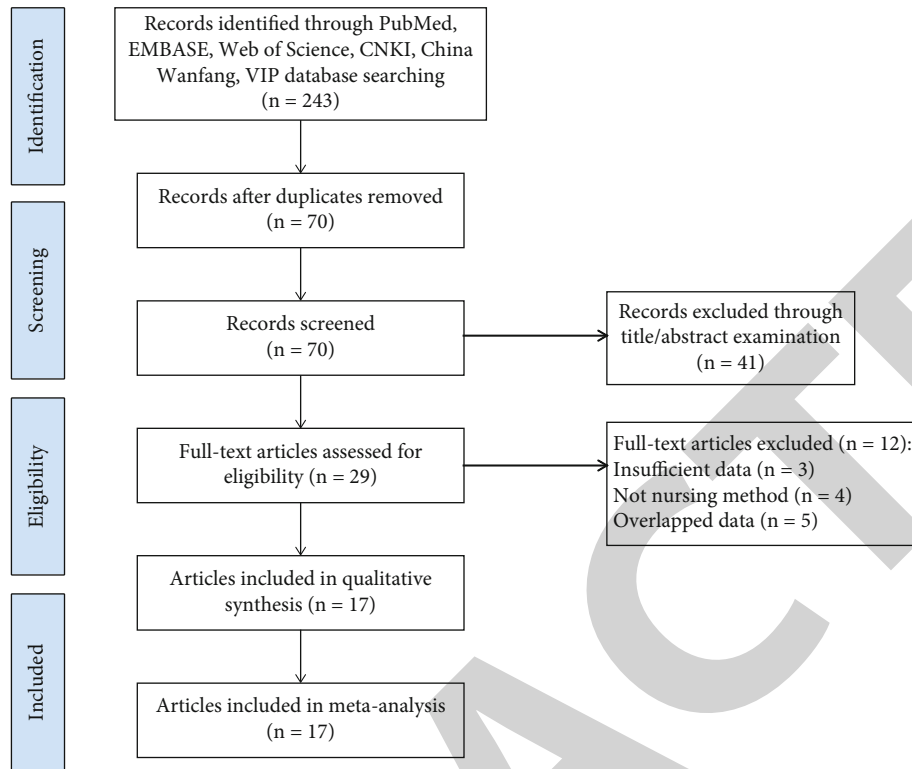 Identification
Records identified through PubMed,
EMBASE, Web of Science, CNKI, China
Wanfang, VIP database searching
(n = 243)
Records after duplicates removed
(n = 70)
Screening
Records screened
(n = 70)
Records excluded through
title/abstract examination
(n = 41)
Eligibility
Full-text articles assessed for
eligibility (n = 29)
Full-text articles excluded (n = 12):
Insufficient data (n = 3)
Not nursing method (n = 4)
Overlapped data (n = 5)
Articles included in qualitative
synthesis (n = 17)
Included
Articles included in meta-analysis
(n = 17)